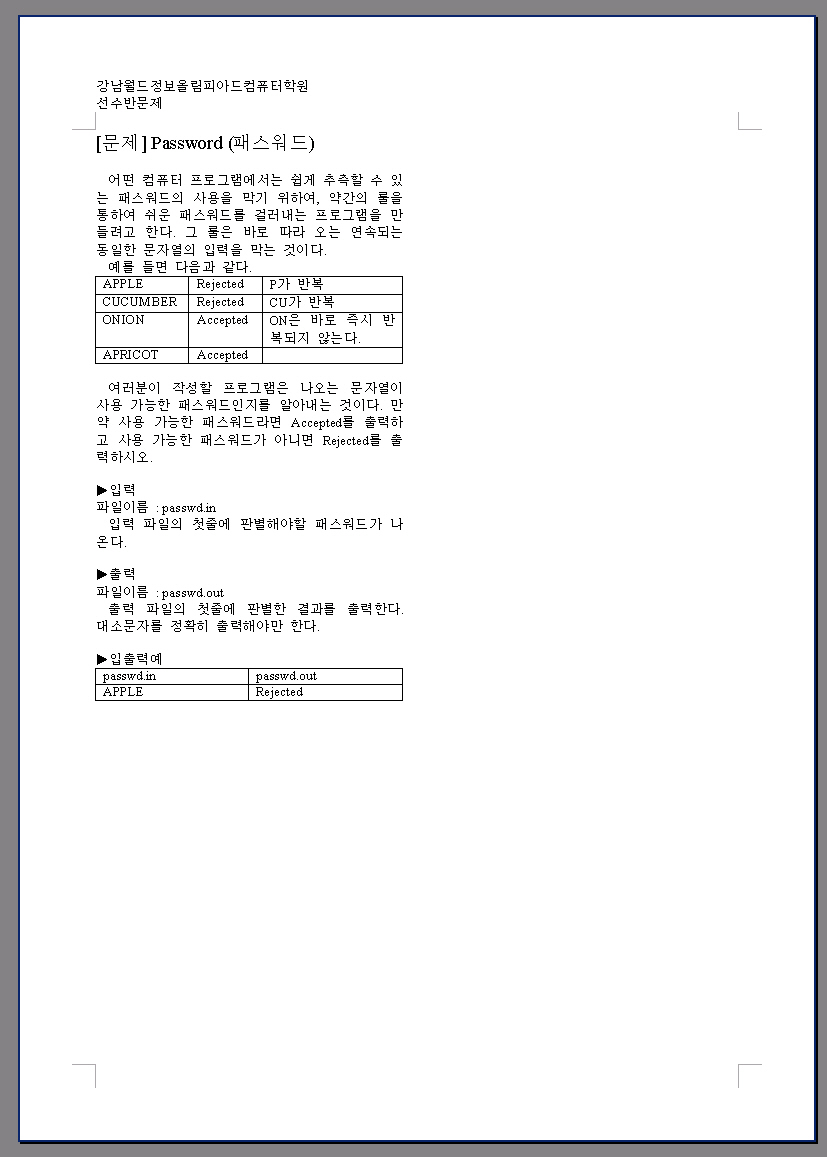 강남월드정보올림피아드컴퓨터학원
선수반문제
[문제] Password (패스워드)
어떤 컴퓨터 프로그램에서는 쉽게 추측할 수 있
는 패스워드의 사용을 막기 위하여, 약간의 룰을
통하여 쉬운 패스워드를 걸러내는 프로그램을 만
들려고 한다. 그 룰은 바로 따라 오는 연속되는
동일한 문자열의 입력을 막는 것이다.
예를 들면 다음과 같다.
APPLE Rejected P가 반복
CUCUMBER Rejected CU가 반복
ONION Accepted ON은 바로 즉시 반
복되지 않는다.
APRICOT Accepted
여러분이 작성할 프로그램은 나오는 문자열이
사용 가능한 패스워드인지를 알아내는 것이다. 만
약 사용 가능한 패스워드라면 Accepted를 출력하
고 사용 가능한 패스워드가 아니면 Rejected를 출
력하시오.
▶입력
파일이름 : passwd.in
입력 파일의 첫줄에 판별해야할 패스워드가 나
온다.
▶출력
파일이름 : passwd.out
출력 파일의 첫줄에 판별한 결과를 출력한다.
대소문자를 정확히 출력해야만 한다.
▶입출력예
passwd.in passwd.out
APPLE Rejected